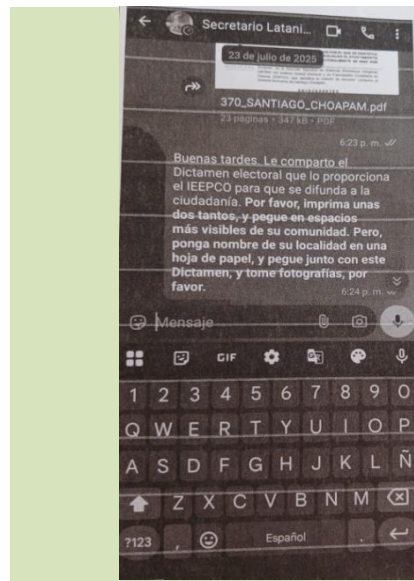 Secretario Latani...
23 de julio de 2025
370_SANTIAGO_CHOAPAM.pdf
23 páginas • 347 kB • PDF
6:23 p. m.
Buenas tardes. Le comparto el
Dictamen electoral que lo proporciona
el IEEPCO para que se difunda a la
ciudadanía. Por favor, imprima unas
dos tantos, y pegue en espacios
más visibles de su comunidad. Pero,
ponga nombre de su localidad en una
hoja de papel, y pegue junto con este
Dictamen, y tome fotografías, por
favor.
6:24 p. m.
Mensaje
GIF
1 2 3 4 5 6 7 8 9 0
Q W E R T Y U I O P
A S D F G H J K L Ñ
Z X C V B N M
?123 , Español .